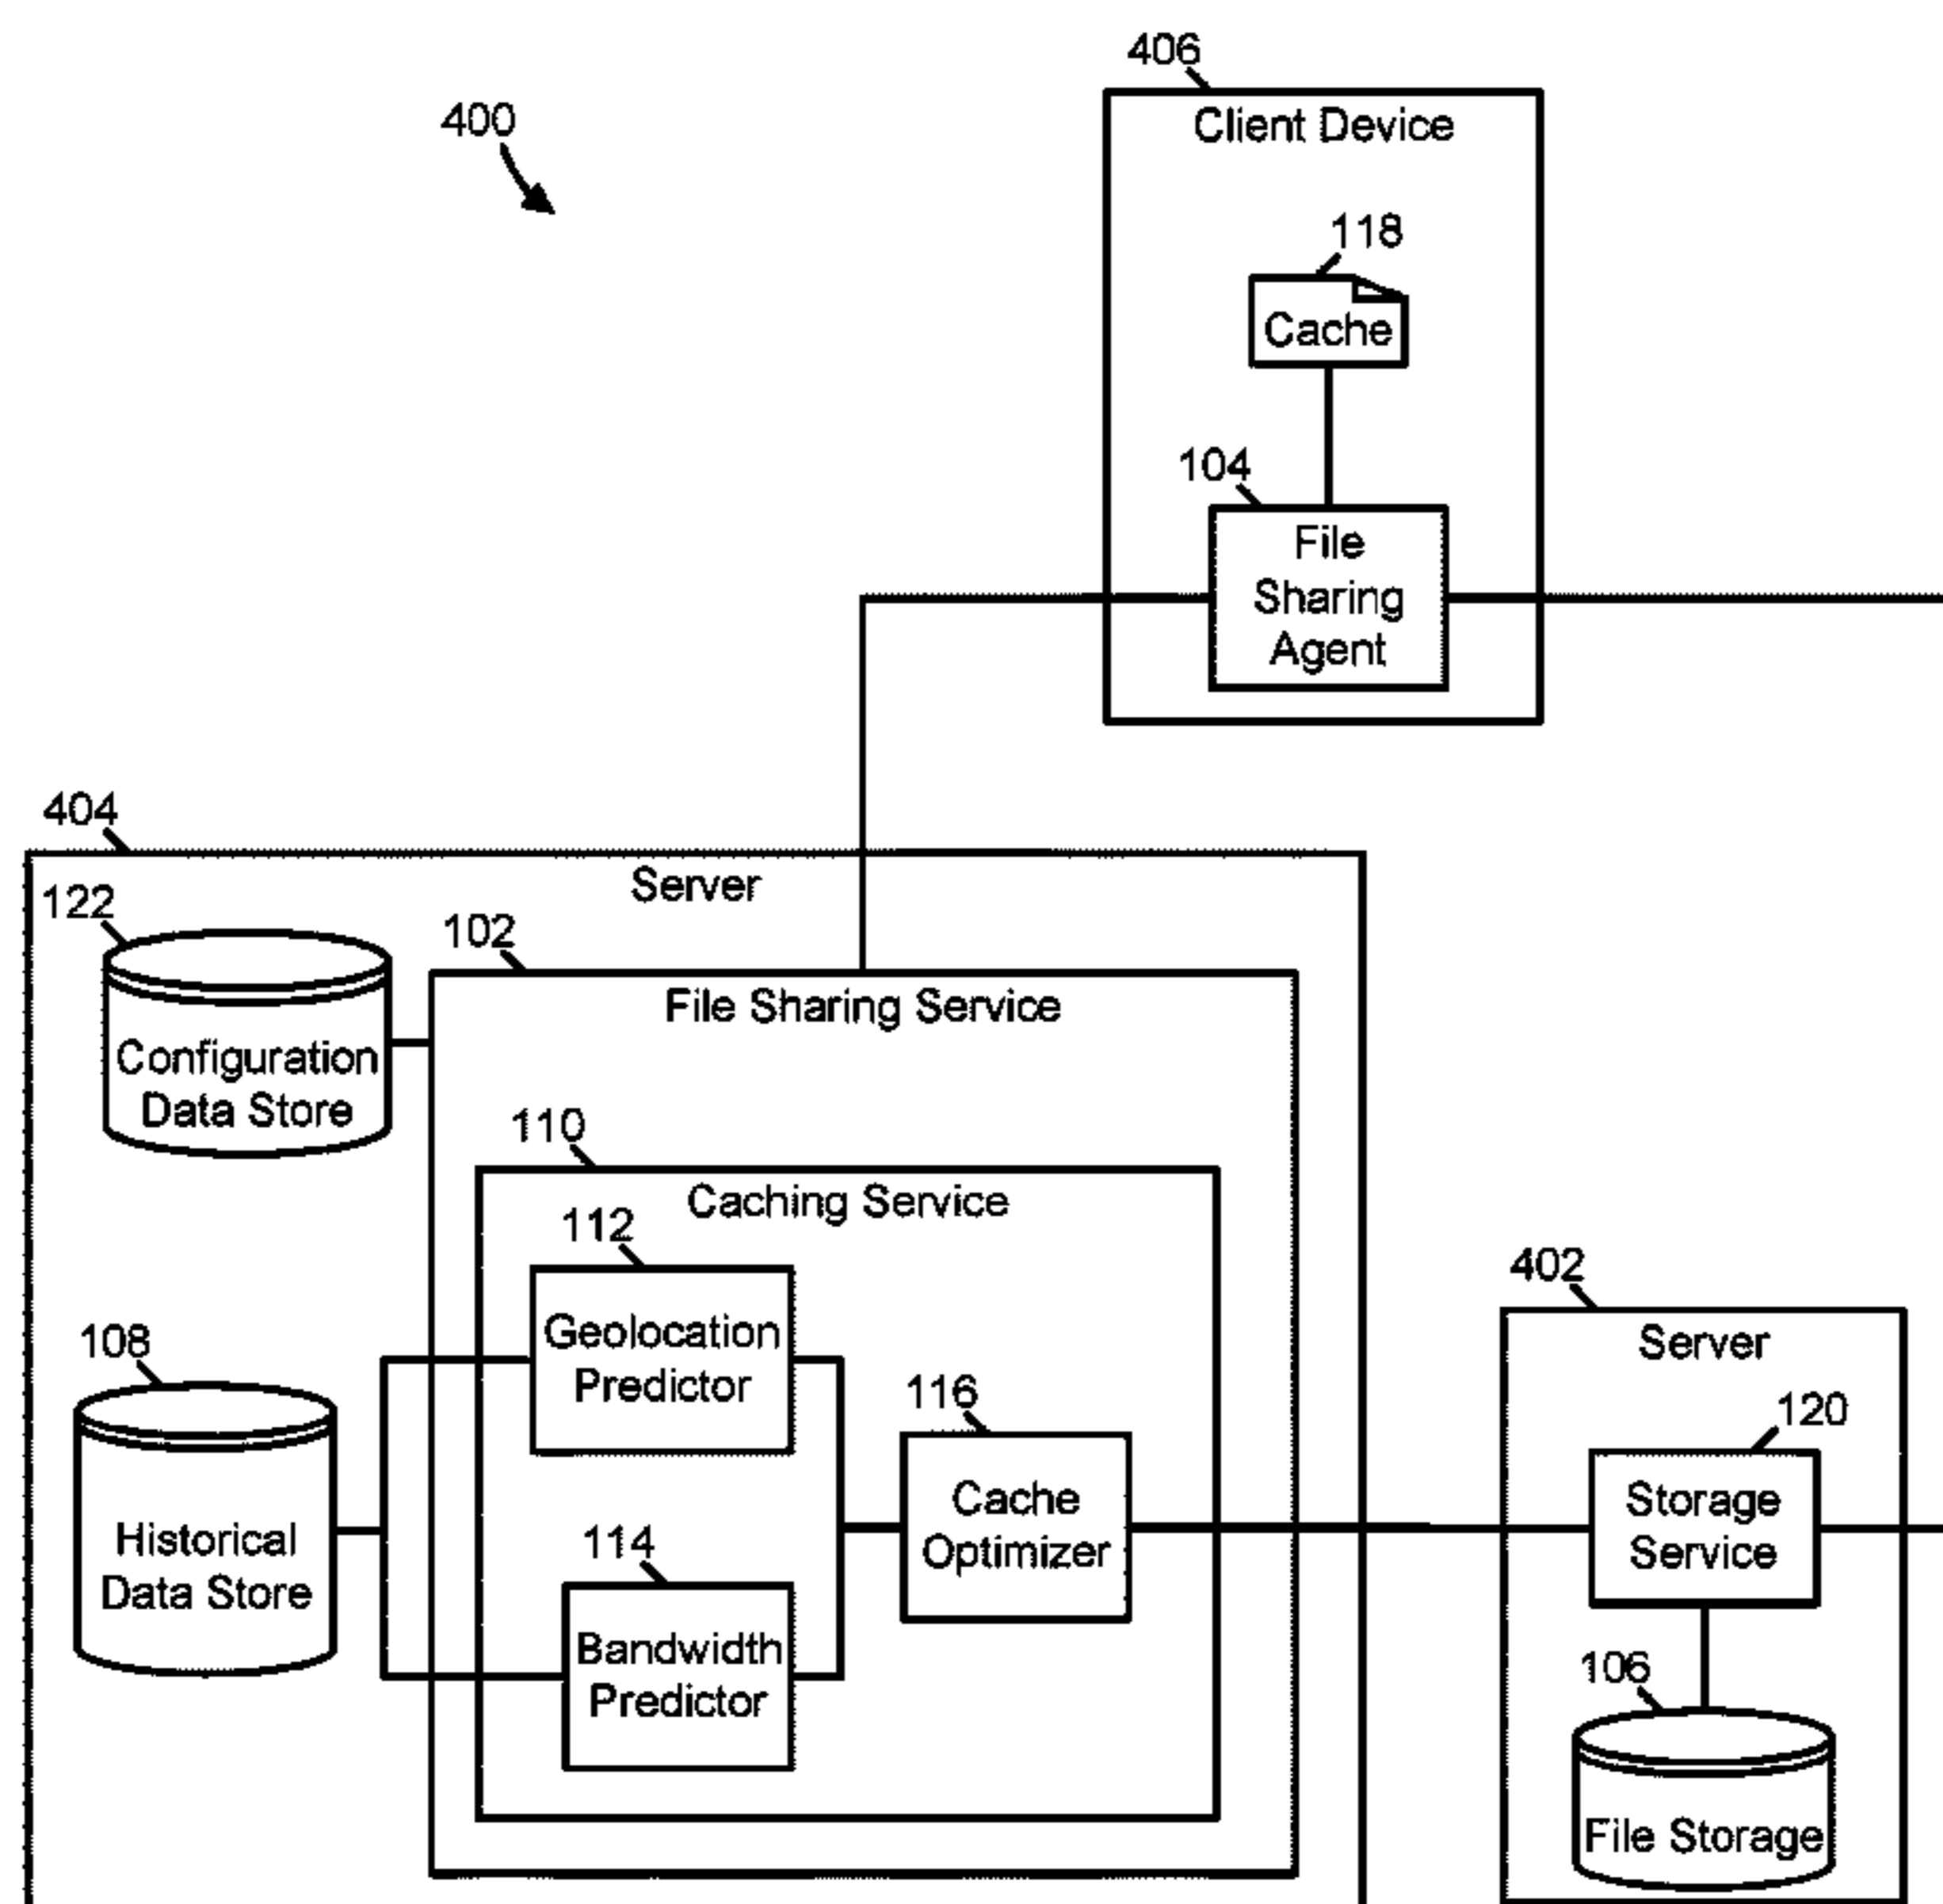 406
Client Device
400
118
Cache
104
File
Sharing
Agent
404
Server
122
102
File Sharing Service
Configuration
Data Store
110
Caching Service
112
Geolocation
Predictor
402
Server
108
116
120
Cache
Optimizer
Storage
Service
Historical
Data Store
114
Bandwidth
Predictor
106
File Storage